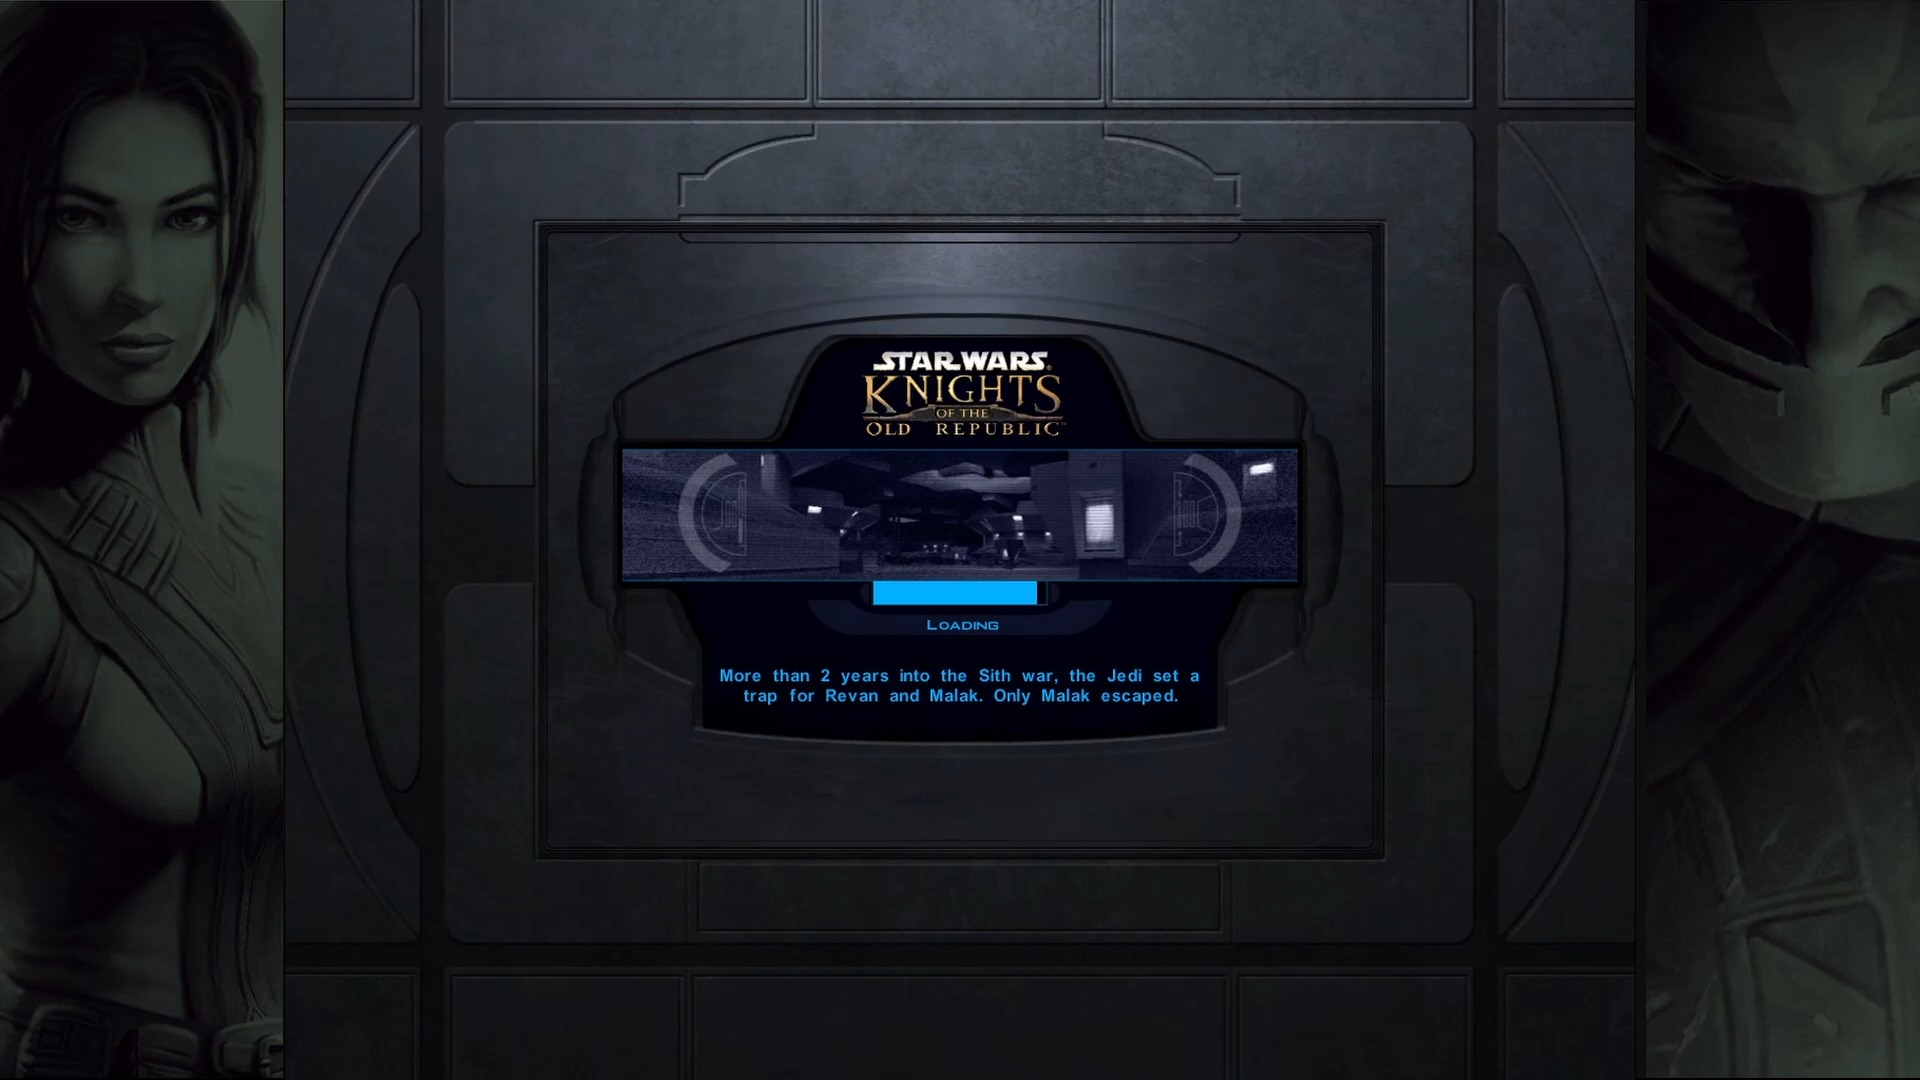 STAR WARS
KNIGHTS
OF THE
OLD REPUBLIC™
LOADING
More than 2 years into the Sith war, the Jedi set a
trap for Revan and Malak. Only Malak escaped.